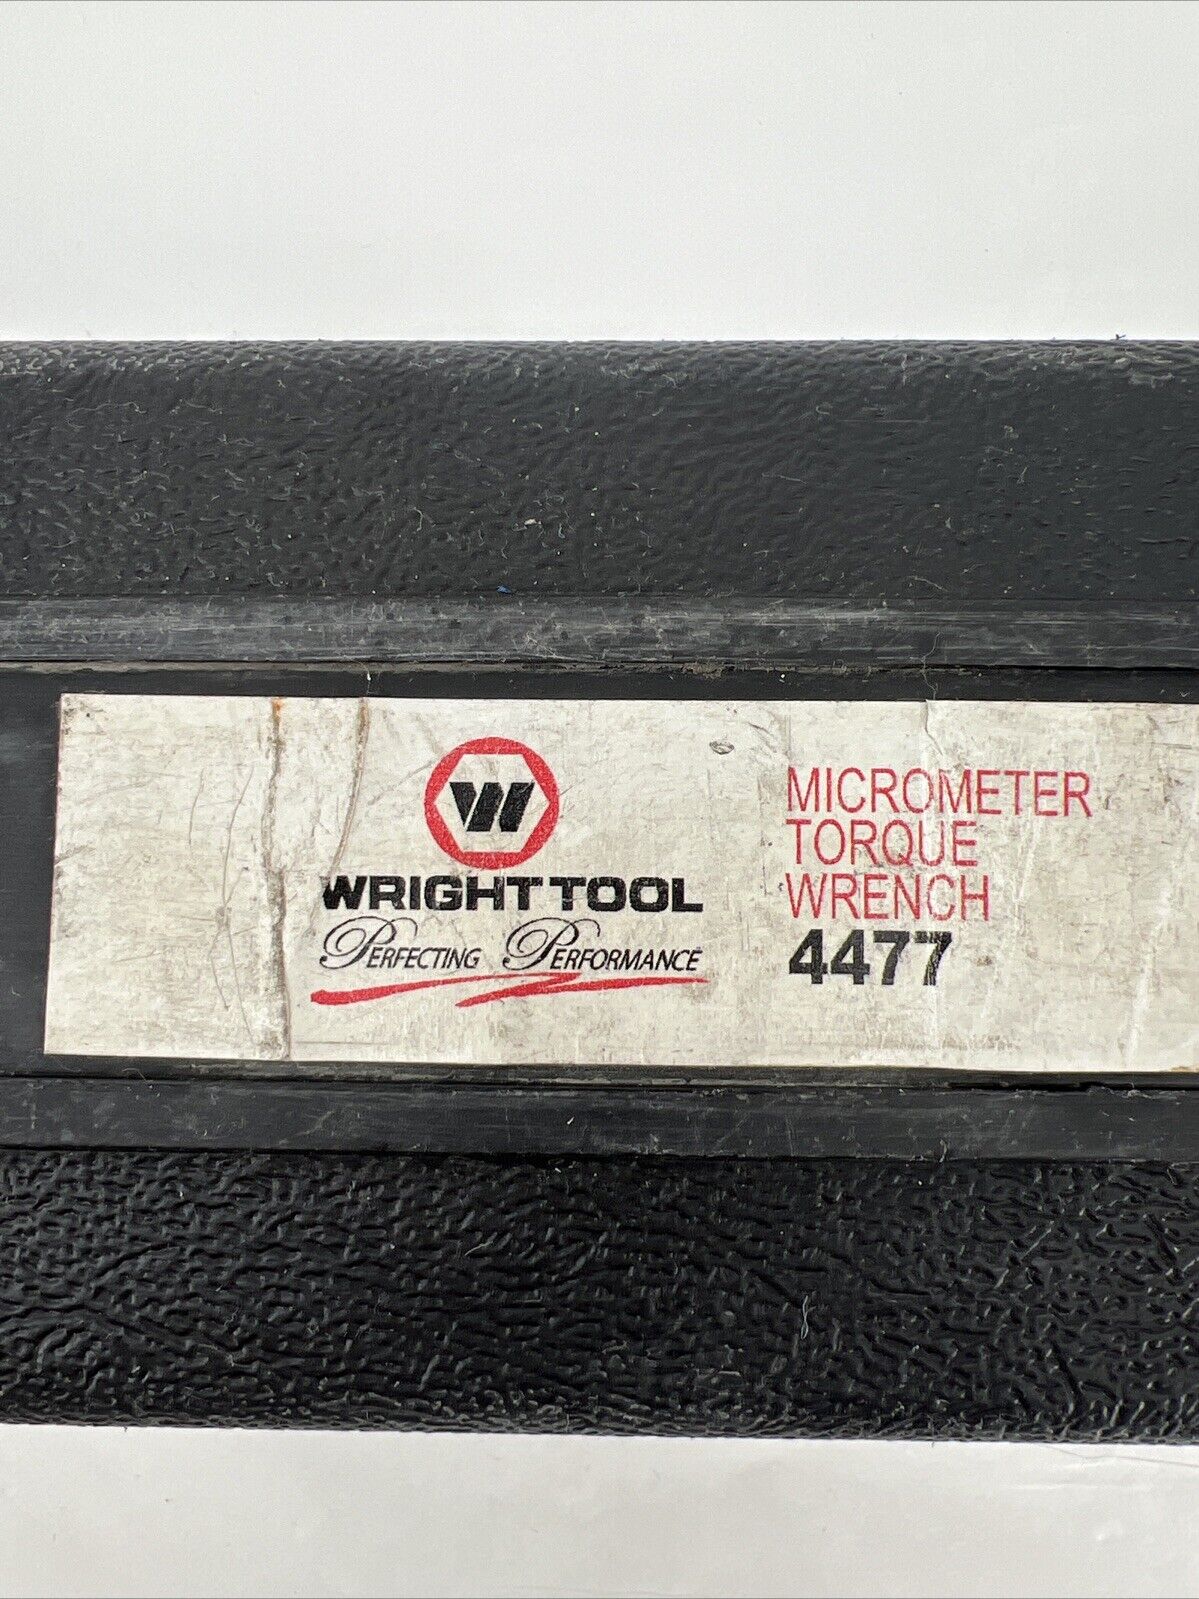 W
WRIGHT TOOL
PERFECTING PERFORMANCE
MICROMETER
TORQUE
WRENCH
4477